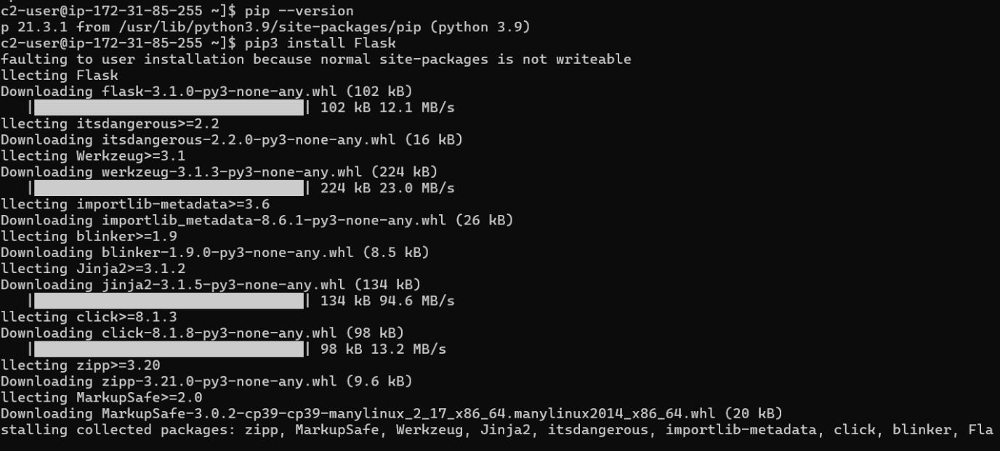 c2-user@ip-172-31-85-255 ~]$ pip --version
p 21.3.1 from /usr/lib/python3.9/site-packages/pip (python 3.9)
c2-user@ip-172-31-85-255 ~]$ pip3 install Flask
faulting to user installation because normal site-packages is not writeable
llecting Flask
Downloading flask-3.1.0-py3-none-any.whl (102 kB)
| | 102 kB 12.1 MB/s
llecting itsdangerous>=2.2
Downloading itsdangerous-2.2.0-py3-none-any.whl (16 kB)
llecting Werkzeug>=3.1
Downloading werkzeug-3.1.3-py3-none-any.whl (224 kB)
| | 224 kB 23.0 MB/s
llecting importlib-metadata>=3.6
Downloading importlib_metadata-8.6.1-py3-none-any.whl (26 kB)
llecting blinker>=1.9
Downloading blinker-1.9.0-py3-none-any.whl (8.5 kB)
llecting Jinja2>=3.1.2
Downloading jinja2-3.1.5-py3-none-any.whl (134 kB)
| | 134 kB 94.6 MB/s
llecting click>=8.1.3
Downloading click-8.1.8-py3-none-any.whl (98 kB)
| | 98 kB 13.2 MB/s
llecting zipp>=3.20
Downloading zipp-3.21.0-py3-none-any.whl (9.6 kB)
llecting MarkupSafe>=2.0
Downloading MarkupSafe-3.0.2-cp39-cp39-manylinux_2_17_x86_64.manylinux2014_x86_64.whl (20 kB)
stalling collected packages: zipp, MarkupSafe, Werkzeug, Jinja2, itsdangerous, importlib-metadata, click, blinker, Fla